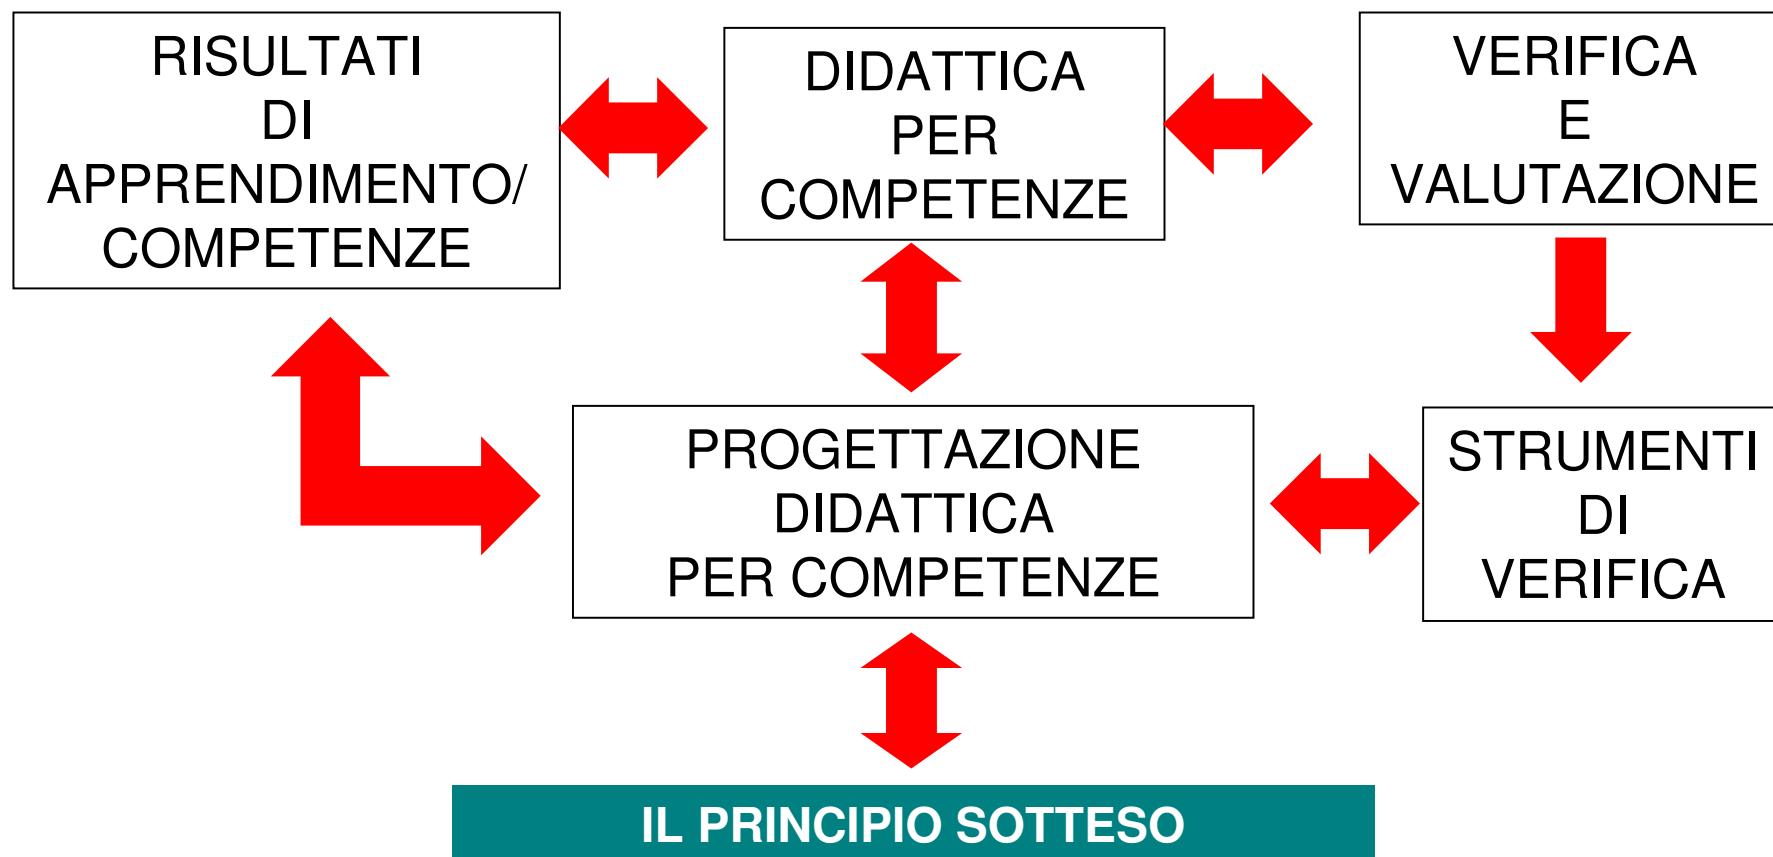 RISULTATI
DI
APPRENDIMENTO/
COMPETENZE
DIDATTICA
PER
COMPETENZE
VERIFICA
E
VALUTAZIONE
PROGETTAZIONE
DIDATTICA
PER COMPETENZE
STRUMENTI
DI
VERIFICA
IL PRINCIPIO SOTTESO